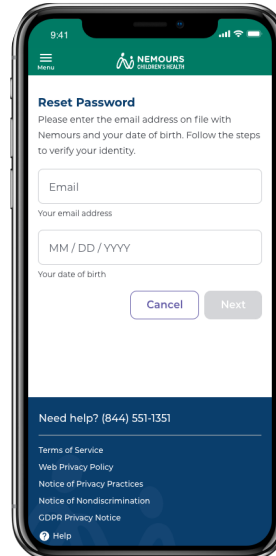 9:41
Menu
NEMOURS
CHILDREN'S HEALTH
Reset Password
Please enter the email address on file with
Nemours and your date of birth. Follow the steps
to verify your identity.
Email
Your email address
MM / DD / YYYY
Your date of birth
Cancel Next
Need help? (844) 551-1351
Terms of Service
Web Privacy Policy
Notice of Privacy Practices
Notice of Nondiscrimination
GDPR Privacy Notice
? Help